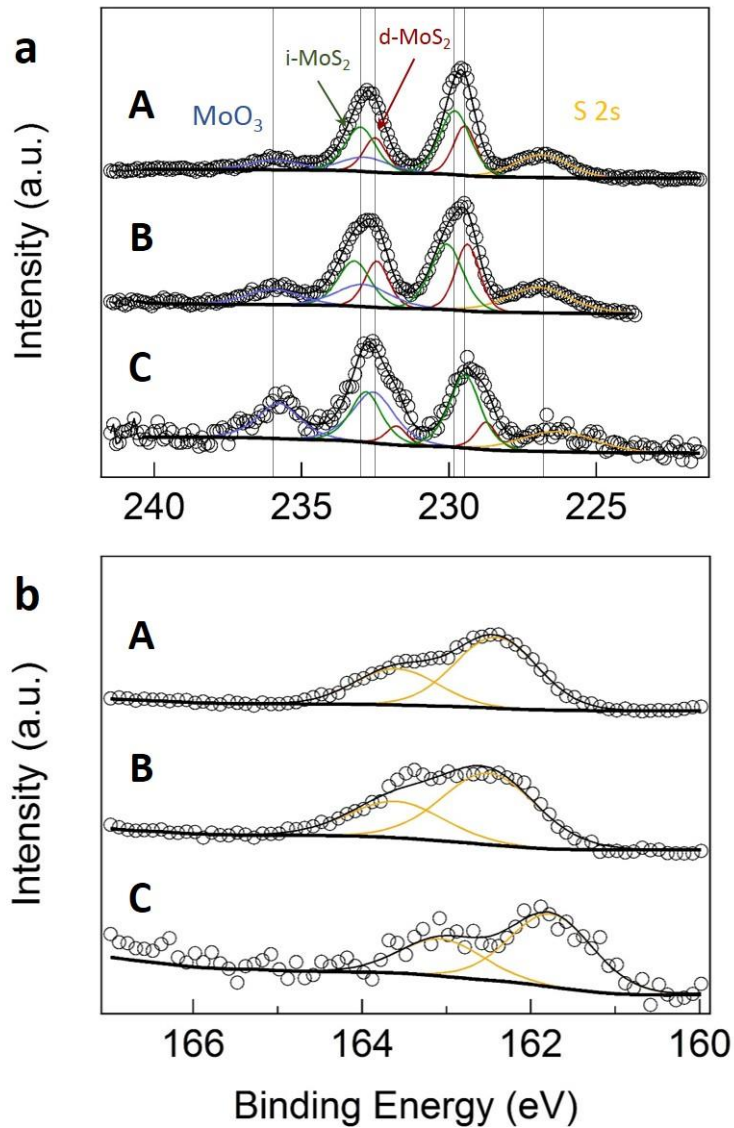 a
d-MoS₂
i-MoS₂
A
MoO₃
S 2s
B
C
Intensity (a.u.)
240 235 230 225
b
A
B
C
Intensity (a.u.)
166 164 162 160
Binding Energy (eV)